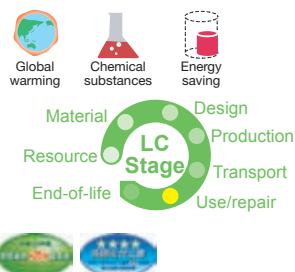 Global
warming
Chemical
substances
Energy
saving
Material
Design
Production
Resource
LC
Stage
Transport
End-of-life
Use/repair